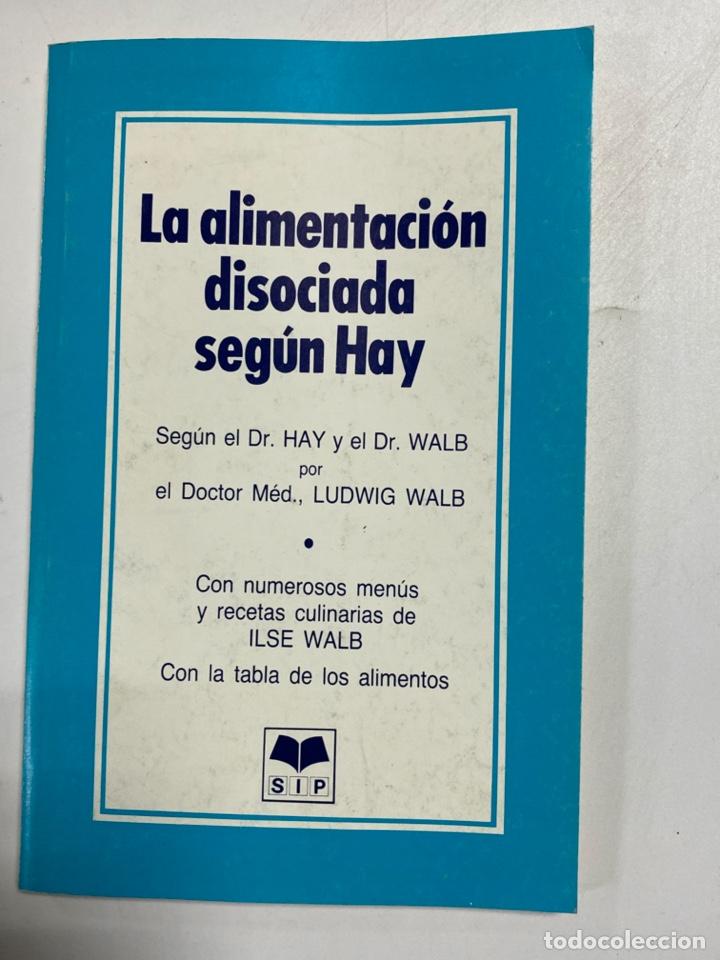 La alimentación
disociada
según Hay
Según el Dr. HAY y el Dr. WALB
por
el Doctor Méd., LUDWIG WALB
•
Con numerosos menús
y recetas culinarias de
ILSE WALB
Con la tabla de los alimentos
SIP
todocoleccion